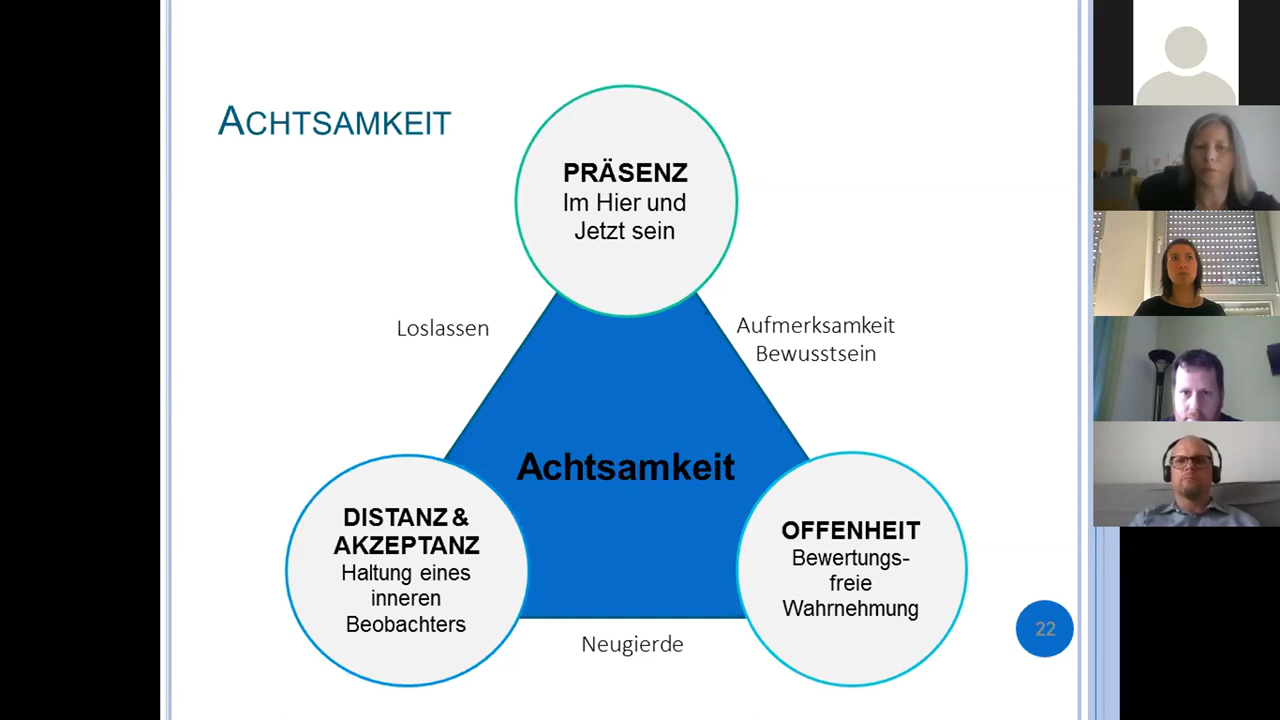 ACHTSAMKEIT
PRÄSENZ
Im Hier und
Jetzt sein
Loslassen
Aufmerksamkeit
Bewusstsein
Achtsamkeit
DISTANZ &
AKZEPTANZ
Haltung eines
inneren
Beobachters
OFFENHEIT
Bewertungs-
freie
Wahrnehmung
Neugierde
22